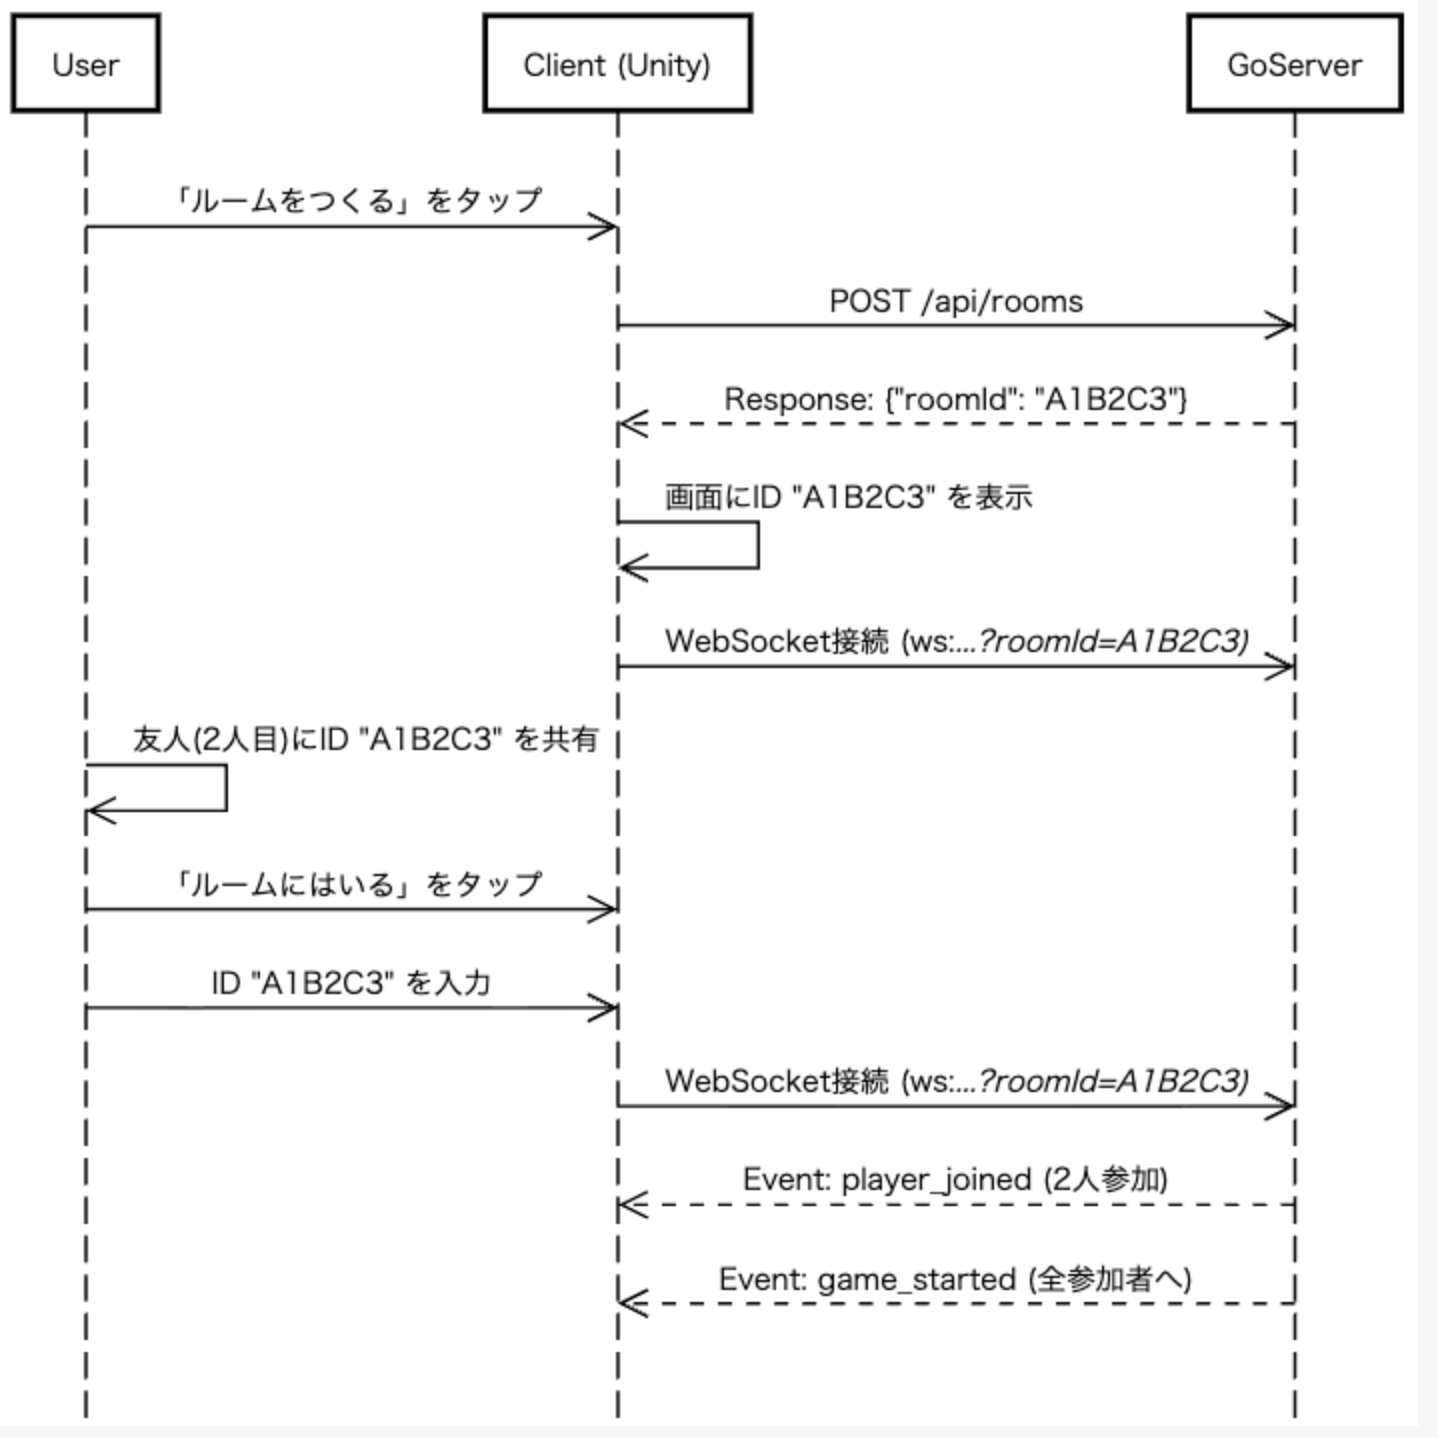 User
Client (Unity)
GoServer
「ルームをつくる」をタップ
POST /api/rooms
Response: {"roomId": "A1B2C3"}
画面にID "A1B2C3" を表示
WebSocket接続 (ws:...?roomId=A1B2C3)
友人(2人目)にID "A1B2C3" を共有
「ルームにはいる」をタップ
ID "A1B2C3" を入力
WebSocket接続 (ws:...?roomId=A1B2C3)
Event: player_joined (2人参加)
Event: game_started (全参加者へ)